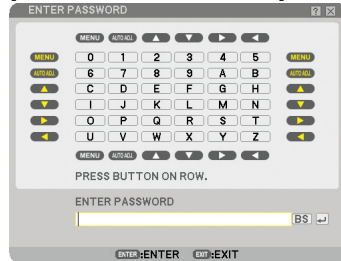 ENTER PASSWORD
MENU AUTO ADJ.
MENU 0 1 2 3 4 5 MENU
AUTO ADJ. 6 7 8 9 A B AUTO ADJ.
C D E F G H
I J K L M N
O P Q R S T
U V W X Y Z
MENU AUTO ADJ.
PRESS BUTTON ON ROW.
ENTER PASSWORD
BS
ENTER :ENTER EXIT :EXIT